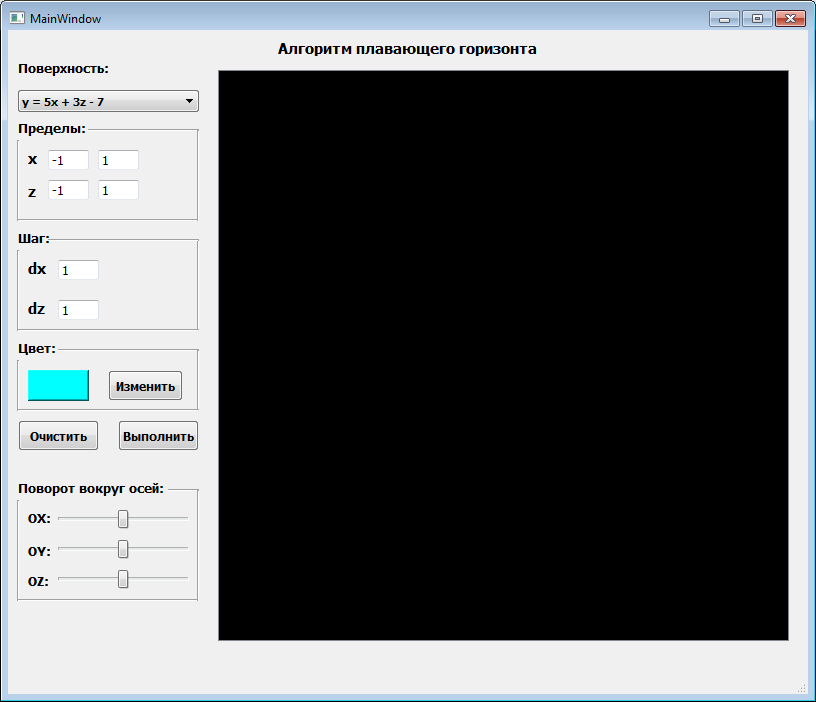 MainWindow
Алгоритм плавающего горизонта
Поверхность:
y = 5x + 3z - 7
Пределы:
x -1 1
z -1 1
Шаг:
dx 1
dz 1
Цвет:
Изменить
Очистить Выполнить
Поворот вокруг осей:
OX:
OY:
OZ: